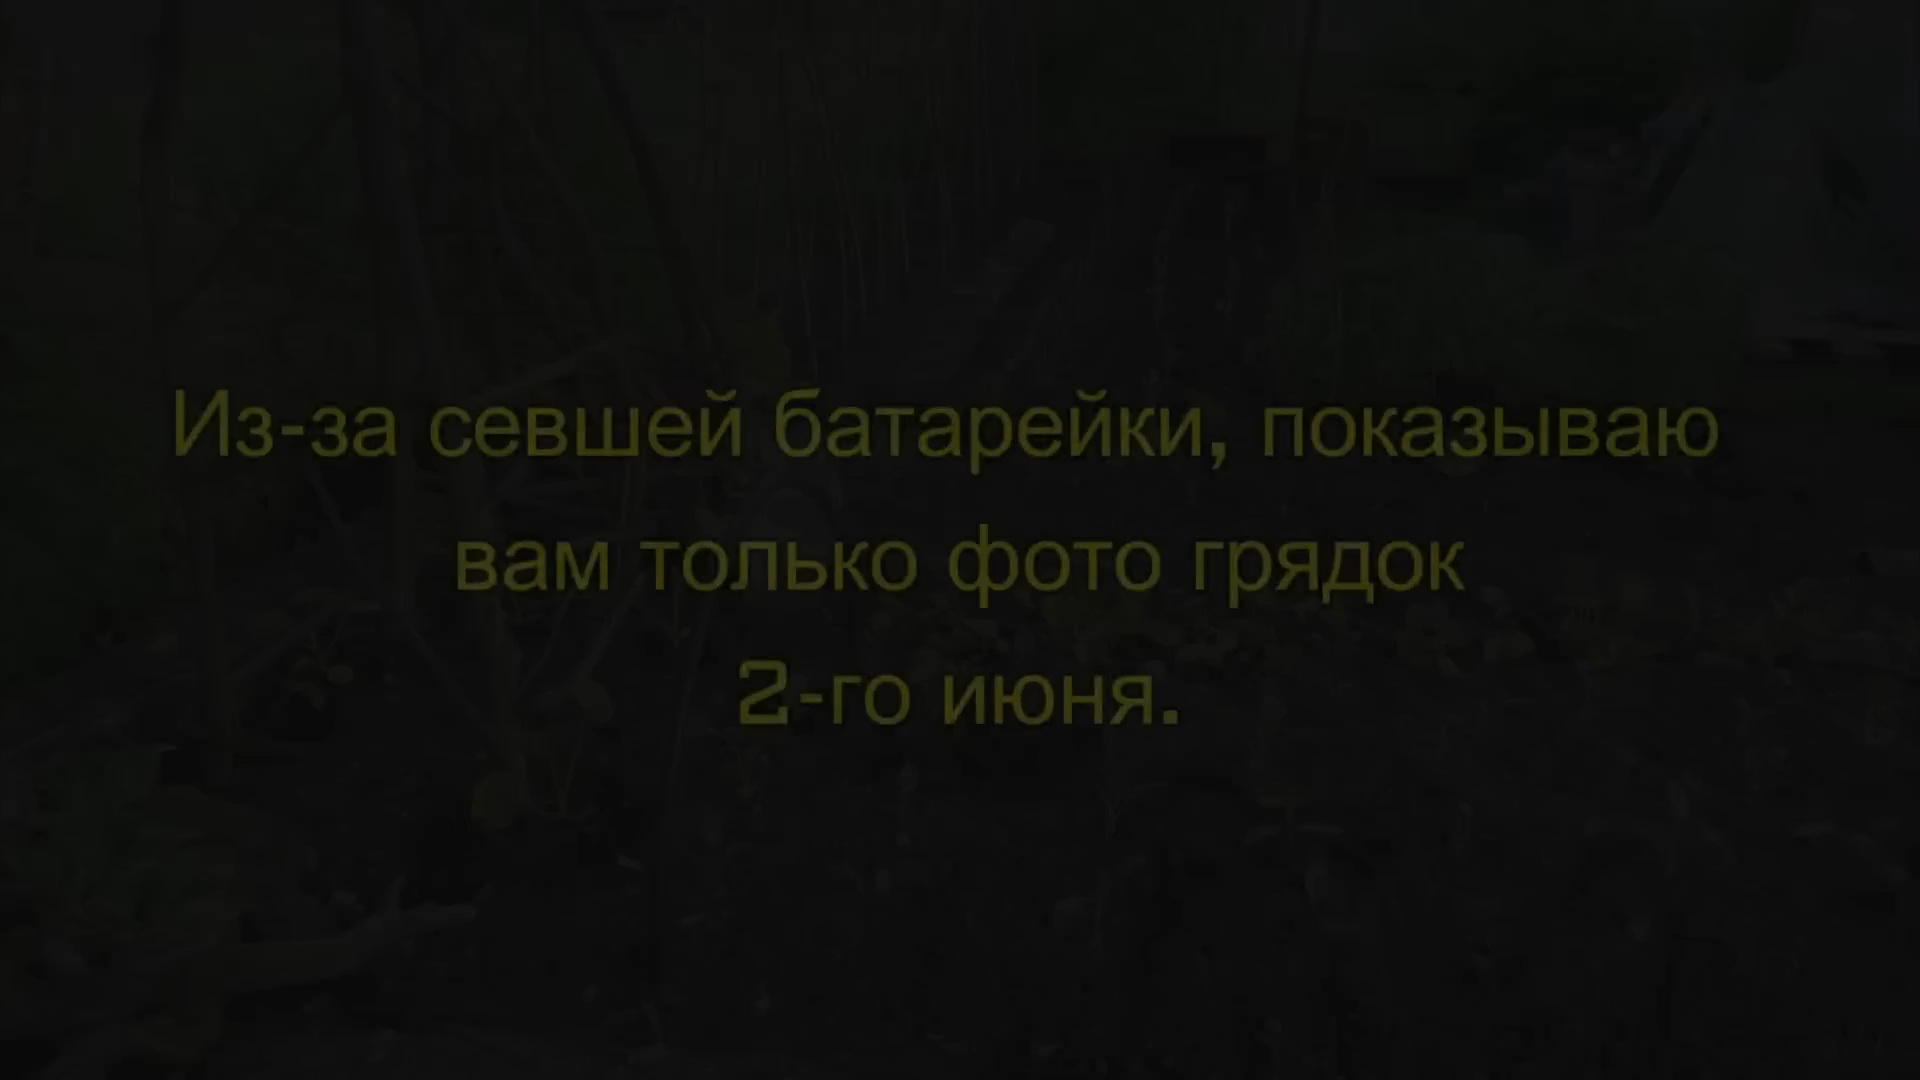 Из-за севшей батарейки, показываю
вам только фото грядок
2-го июня.